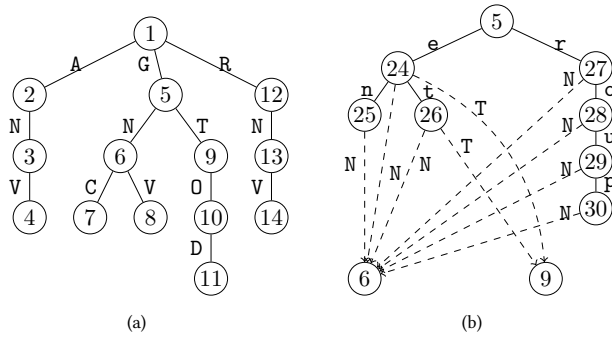 1
A G R
2 5 12
N N T N
3 6 9 13
V C V O V
4 7 8 10 14
D
11
(a)
5
e r
24 27
n t T N o
25 26 28
N u
T
N N N 29
p
N 30
6 9
(b)